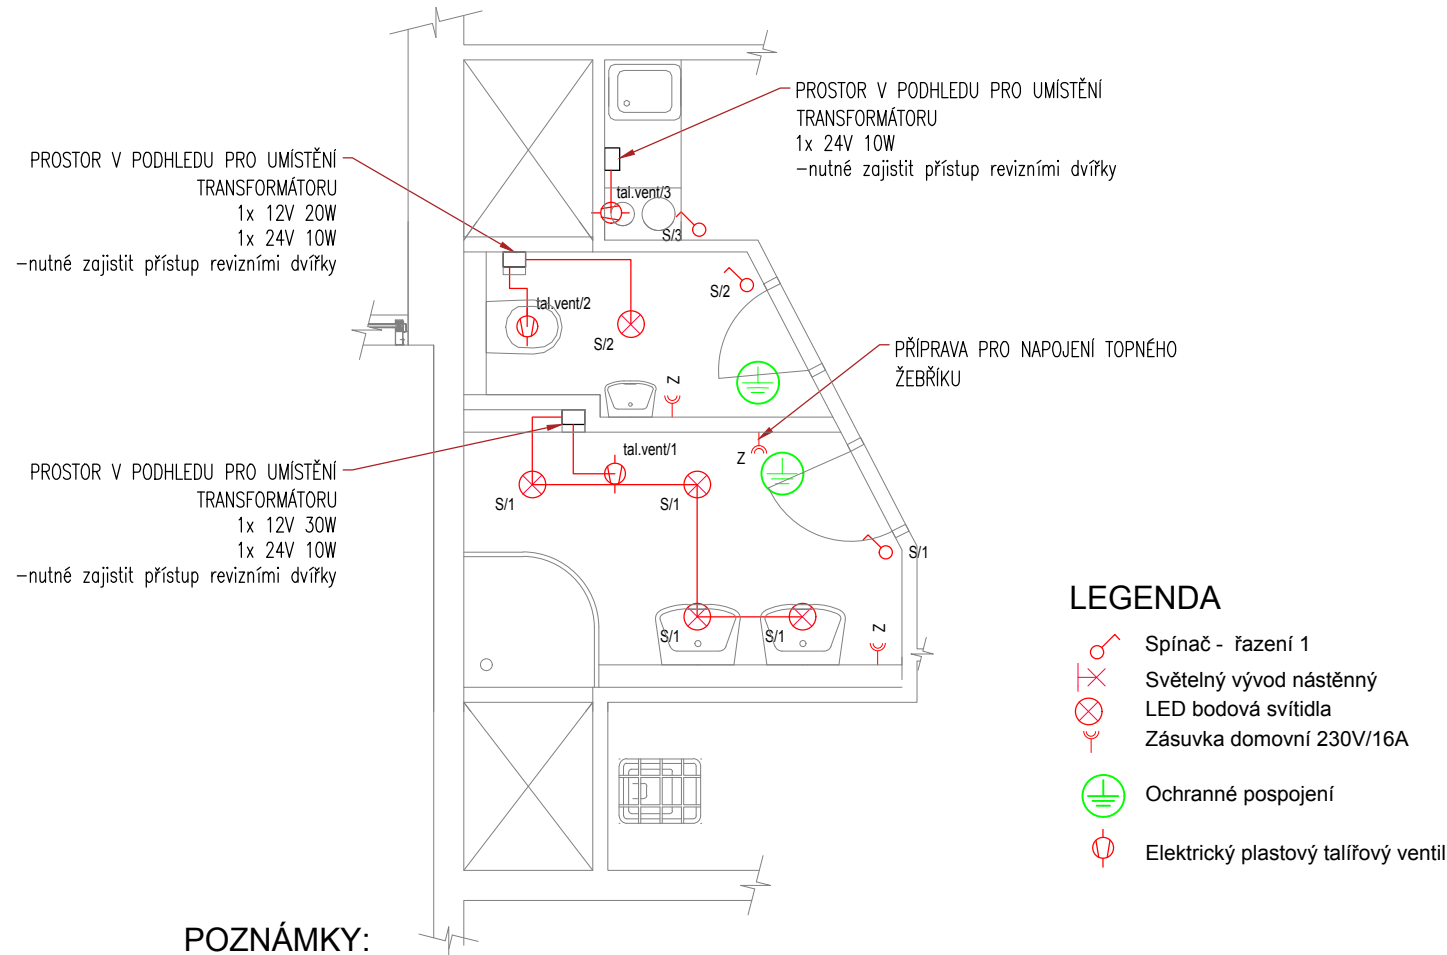 PROSTOR V PODHLEDU PRO UMÍSTĚNÍ
TRANSFORMÁTORU
1x 24V 10W
–nutné zajistit přístup revizními dvířky
PROSTOR V PODHLEDU PRO UMÍSTĚNÍ
TRANSFORMÁTORU
1x 12V 20W
1x 24V 10W
–nutné zajistit přístup revizními dvířky
tal.vent/3
S/3
S/2
tal.vent/2
S/2
PŘÍPRAVA PRO NAPOJENÍ TOPNÉHO
ŽEBŘÍKU
Z
tal.vent/1
Z
PROSTOR V PODHLEDU PRO UMÍSTĚNÍ
TRANSFORMÁTORU
1x 12V 30W
1x 24V 10W
–nutné zajistit přístup revizními dvířky
S/1
S/1
S/1
S/1
S/1
Z
LEGENDA
Spínač - řazení 1
Světelný vývod nástěnný
LED bodová svítidla
Zásuvka domovní 230V/16A
Ochranné pospojení
Elektrický plastový talířový ventil
POZNÁMKY: